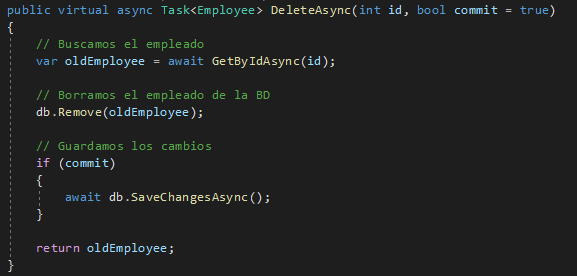 public virtual async Task<Employee> DeleteAsync(int id, bool commit = true)
{
// Buscamos el empleado
var oldEmployee = await GetByIdAsync(id);
// Borramos el empleado de la BD
db.Remove(oldEmployee);
// Guardamos los cambios
if (commit)
{
await db.SaveChangesAsync();
}
return oldEmployee;
}